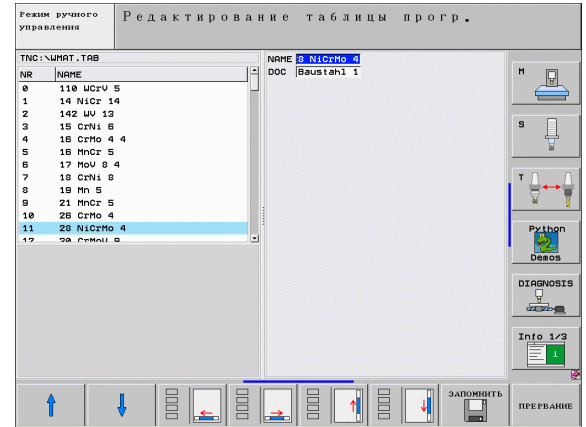 Режим ручного
управления
Редактирование таблицы прогр.
TNC:\WMAT.TAB
NR NAME
0 110 WCrV 5
1 14 NiCr 14
2 142 WV 13
3 15 CrNi 6
4 16 CrMo 4 4
5 16 MnCr 5
6 17 MoV 8 4
7 18 CrNi 8
8 19 Mn 5
9 21 MnCr 5
10 26 CrMo 4
11 28 NiCrMo 4
12 30 CrMoV 9
NAME 8 NiCrMo 4
DOC Baustahl 1
M
S
T
Python
Demos
DIAGNOSIS
Info 1/3
i
ЗАПОМНИТЬ
ПРЕРВАНИЕ